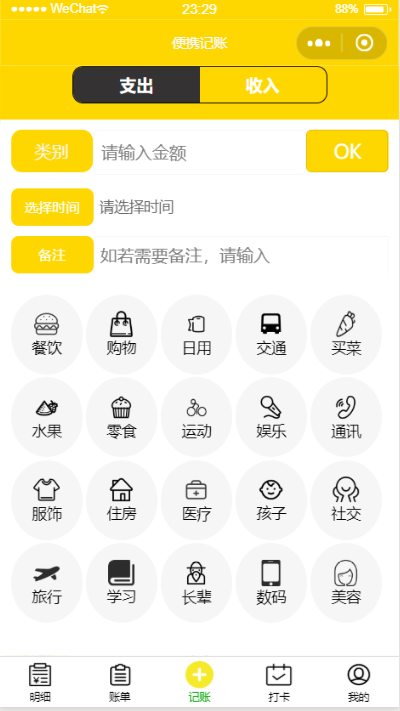 WeChat 23:29 88%
便携记账
支出 收入
类别 请输入金额 OK
选择时间 请选择时间
备注 如若需要备注，请输入
餐饮 购物 日用 交通 买菜
水果 零食 运动 娱乐 通讯
服饰 住房 医疗 孩子 社交
旅行 学习 长辈 数码 美容
明细 账单 记账 打卡 我的